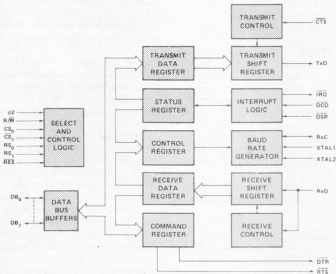 TRANSMIT
CONTROL
CTS
TRANSMIT
DATA
REGISTER
TRANSMIT
SHIFT
REGISTER
TxD
STATUS
REGISTER
INTERRUPT
LOGIC
IRQ
DCD
DSR
SELECT
AND
CONTROL
LOGIC
ø2
R/W
CS0
CS1
RS0
RS1
RES
CONTROL
REGISTER
BAUD
RATE
GENERATOR
RxC
XTAL1
XTAL2
DB0
DB7
DATA
BUS
BUFFERS
RECEIVE
DATA
REGISTER
RECEIVE
SHIFT
REGISTER
RxD
COMMAND
REGISTER
RECEIVE
CONTROL
DTR
RTS